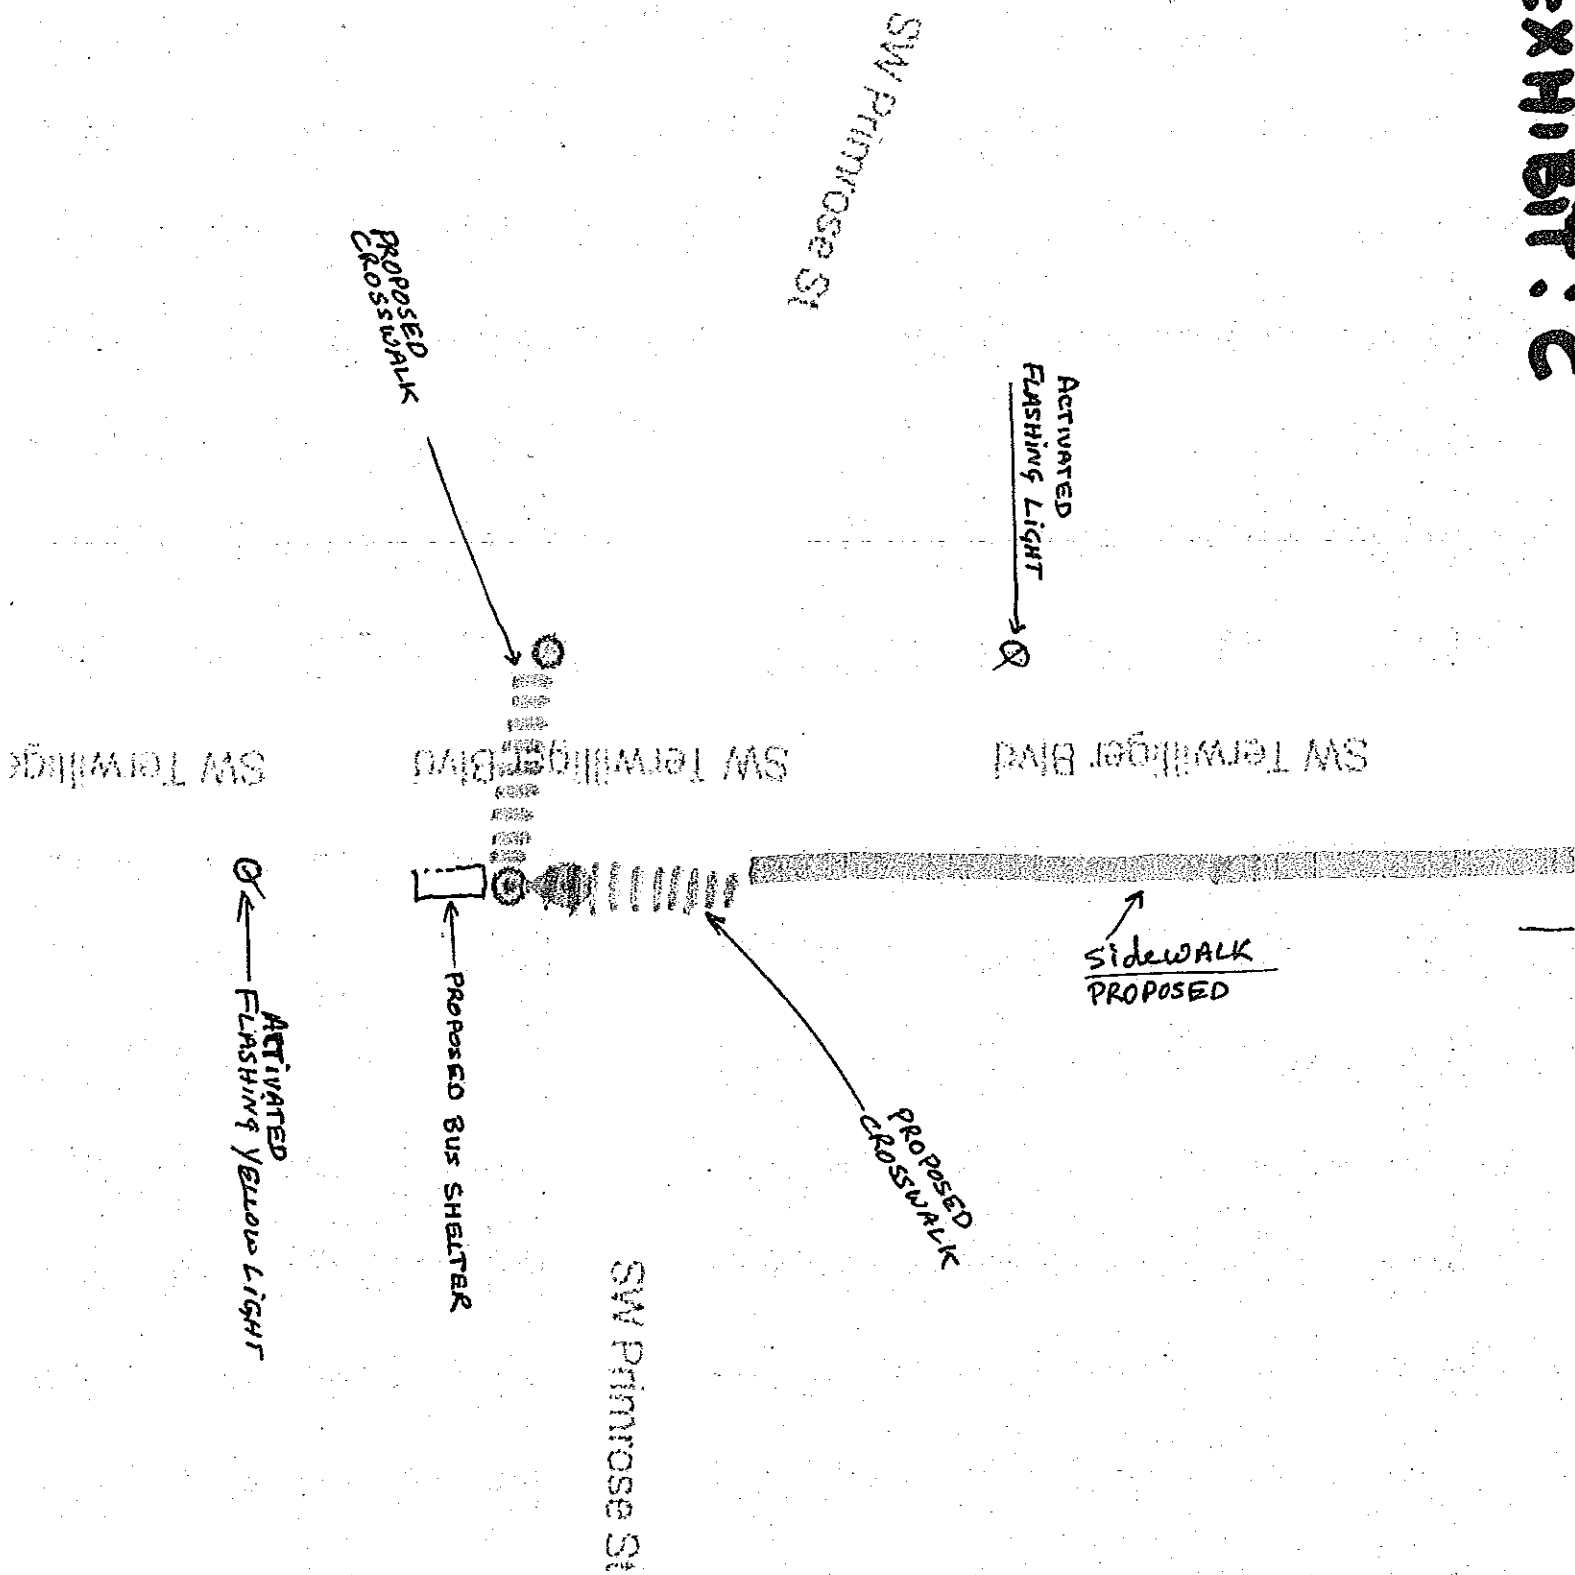 EXHIBIT: C
SW Primrose St
PROPOSED
CROSSWALK
ACTIVATED
FLASHING LIGHT
SW Terwillige
SW Terwilliger Blvd
SW Terwilliger Blvd
SideWALK
PROPOSED
PROPOSED BUS SHELTER
ACTIVATED
FLASHING YELLOW LIGHT
PROPOSED
CROSSWALK
SW Primrose St